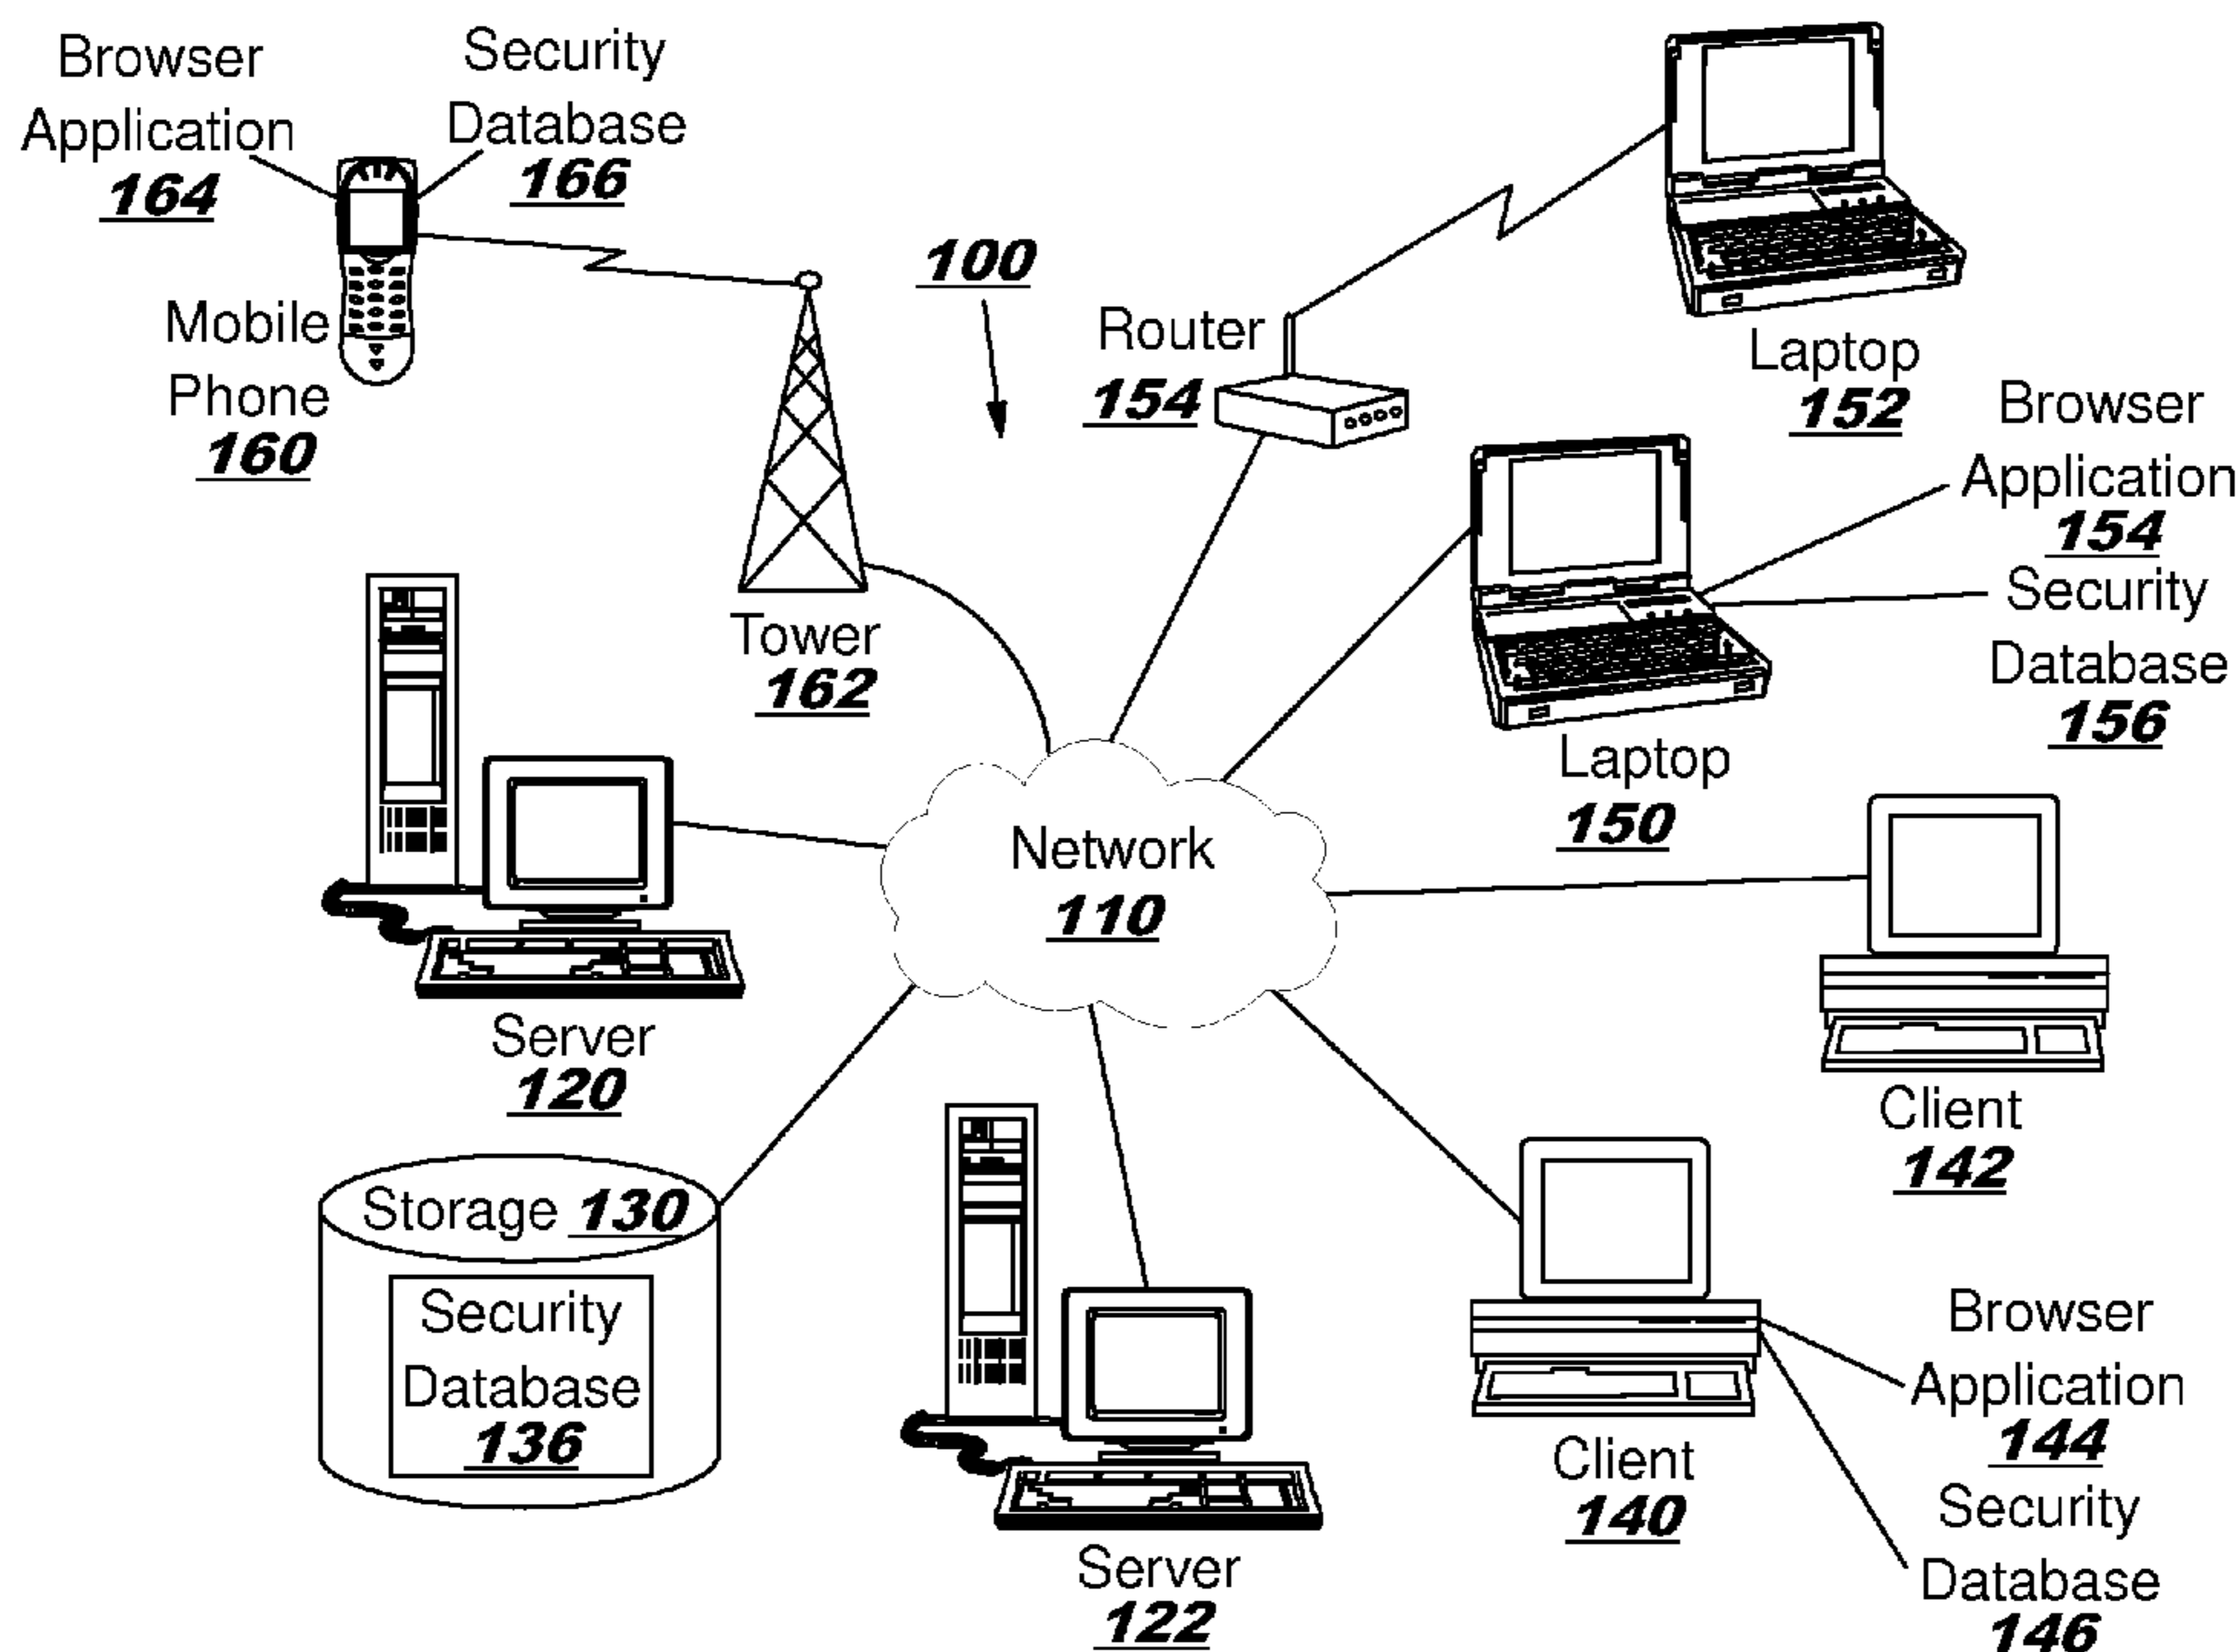 Browser
Application
164
Security
Database
166
Mobile
Phone
160
100
Tower
162
Router
154
Laptop
152
Browser
Application
154
Security
Database
156
Laptop
150
Network
110
Server
120
Client
142
Storage 130
Security
Database
136
Server
122
Client
140
Browser
Application
144
Security
Database
146